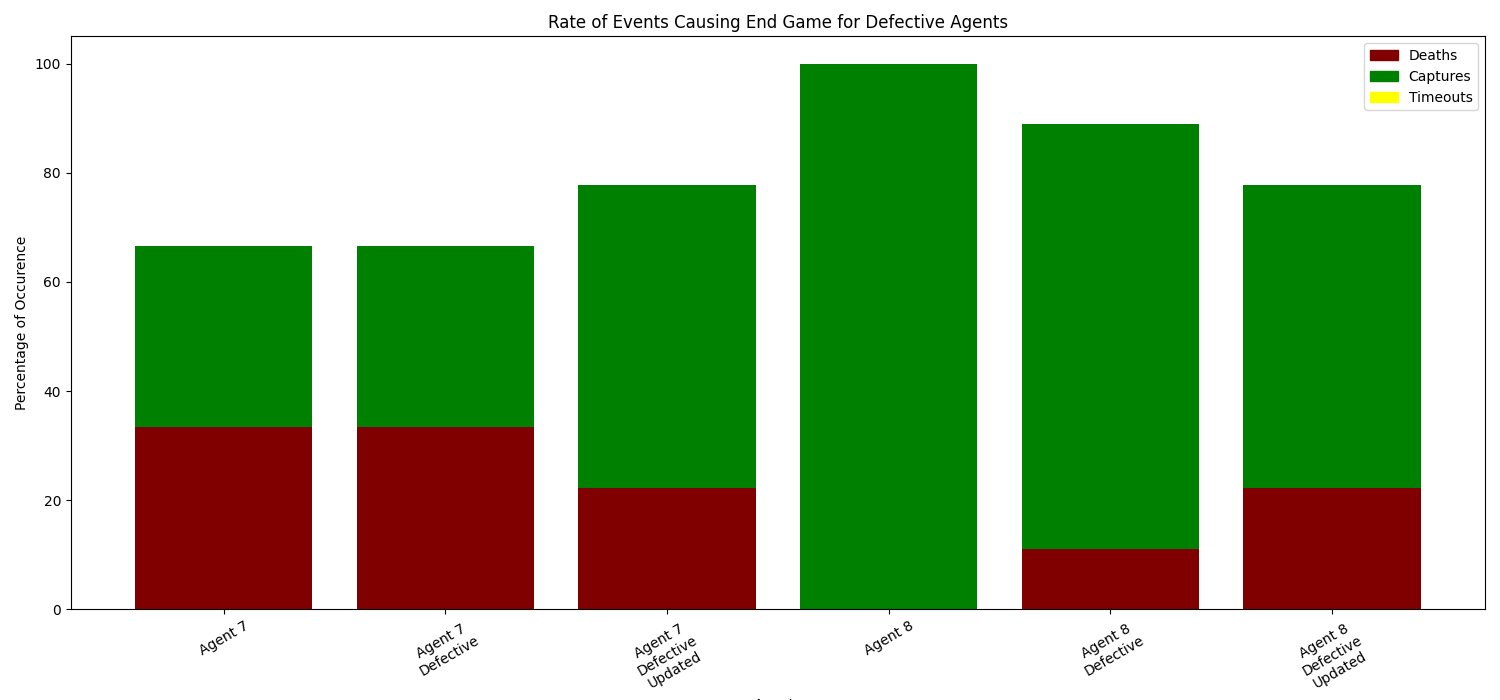 Rate of Events Causing End Game for Defective Agents
Deaths
Captures
Timeouts
Percentage of Occurence
100
80
60
40
20
0
Agent 7
Agent 7
Defective
Agent 7
Defective
Updated
Agent 8
Agent 8
Defective
Agent 8
Defective
Updated